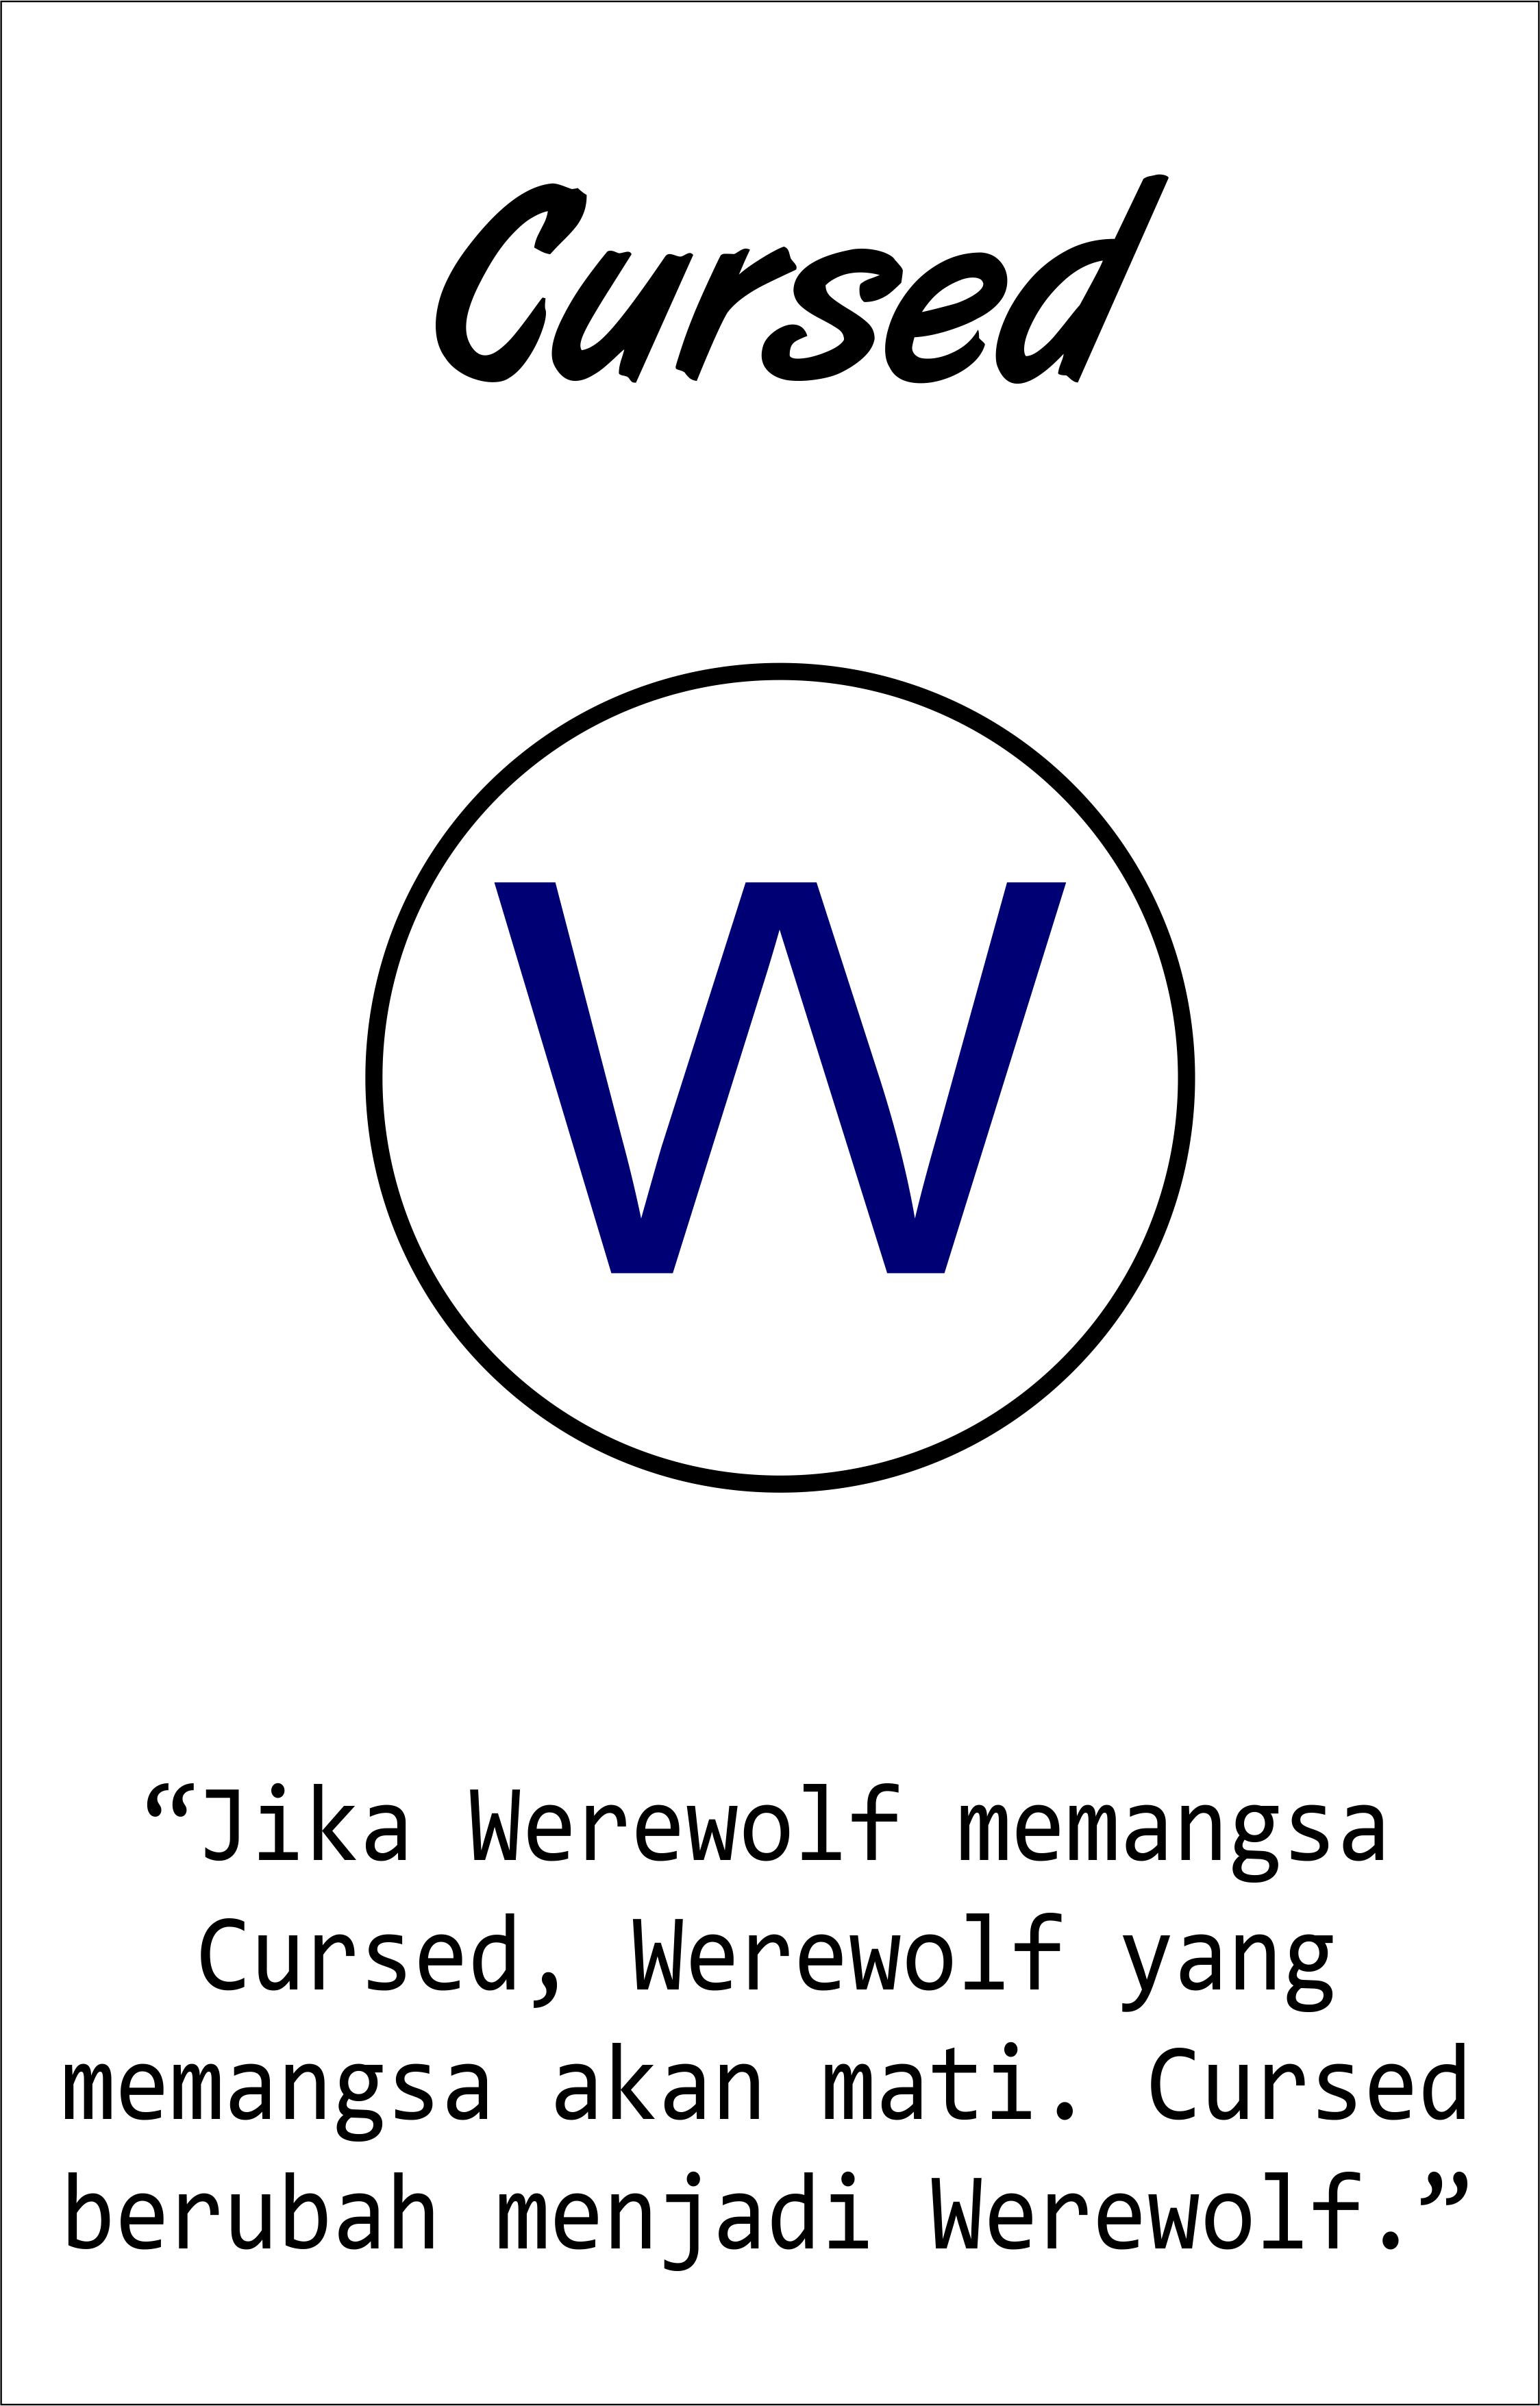 Cursed
W
“Jika Werewolf memangsa
Cursed, Werewolf yang
memangsa akan mati. Cursed
berubah menjadi Werewolf.”